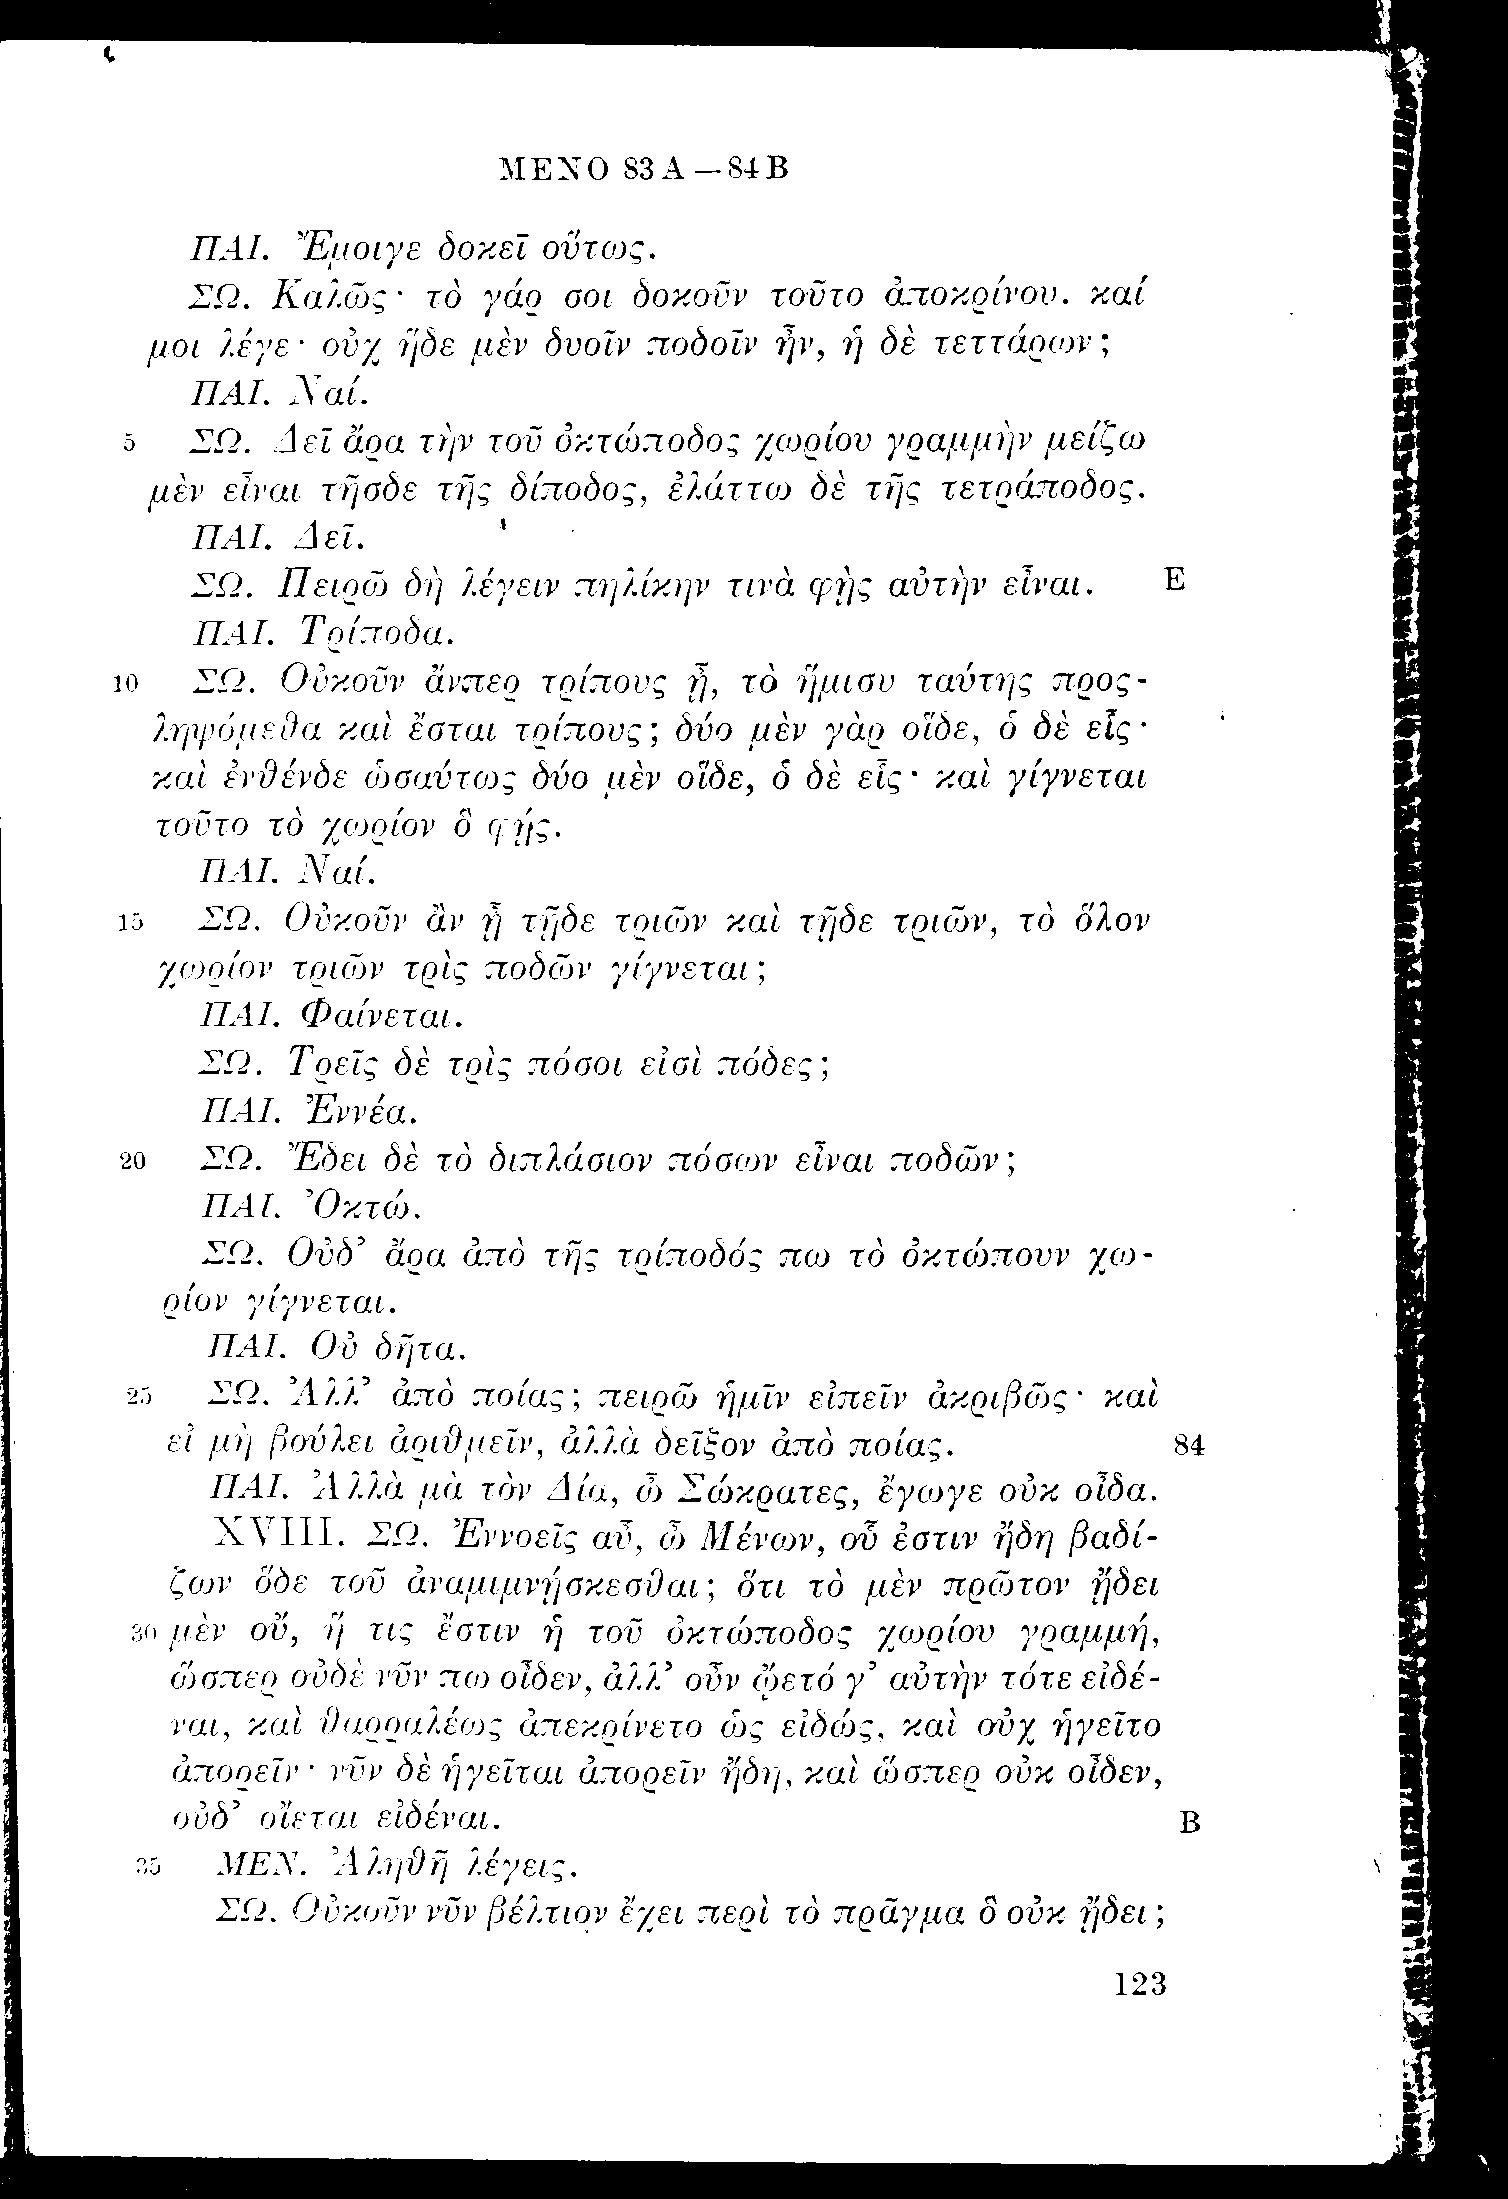 MENO 83 A — 84 B
ΠΑΙ. Ἔμοιγε δοκεῖ οὕτως.
ΣΩ. Καλῶς· τὸ γάρ σοι δοκοῦν τοῦτο ἀποκρίνου. καί
μοι λέγε· οὐχ ἥδε μὲν δυοῖν ποδοῖν ἦν, ἡ δὲ τεττάρων;
ΠΑΙ. Ναί.
5 ΣΩ. Δεῖ ἄρα τὴν τοῦ ὀκτώποδος χωρίου γραμμὴν μείζω
μὲν εἶναι τῆσδε τῆς δίποδος, ἐλάττω δὲ τῆς τετράποδος.
ΠΑΙ. Δεῖ.
ΣΩ. Πειρῶ δὴ λέγειν πηλίκην τινὰ φῂς αὐτὴν εἶναι. E
ΠΑΙ. Τρίποδα.
10 ΣΩ. Οὐκοῦν ἄνπερ τρίπους ᾖ, τὸ ἥμισυ ταύτης προς-
ληψόμεθα καὶ ἔσται τρίπους; δύο μὲν γὰρ οἵδε, ὁ δὲ εἷς·
καὶ ἐνθένδε ὡσαύτως δύο μὲν οἵδε, ὁ δὲ εἷς· καὶ γίγνεται
τοῦτο τὸ χωρίον ὃ φῄς.
ΠΑΙ. Ναί.
15 ΣΩ. Οὐκοῦν ἂν ᾖ τῇδε τριῶν καὶ τῇδε τριῶν, τὸ ὅλον
χωρίον τριῶν τρὶς ποδῶν γίγνεται;
ΠΑΙ. Φαίνεται.
ΣΩ. Τρεῖς δὲ τρὶς πόσοι εἰσὶ πόδες;
ΠΑΙ. Ἐννέα.
20 ΣΩ. Ἔδει δὲ τὸ διπλάσιον πόσων εἶναι ποδῶν;
ΠΑΙ. Ὀκτώ.
ΣΩ. Οὐδ’ ἄρα ἀπὸ τῆς τρίποδός πω τὸ ὀκτώπουν χω-
ρίον γίγνεται.
ΠΑΙ. Οὐ δῆτα.
25 ΣΩ. Ἀλλ’ ἀπὸ ποίας; πειρῶ ἡμῖν εἰπεῖν ἀκριβῶς· καὶ
εἰ μὴ βούλει ἀριθμεῖν, ἀλλὰ δεῖξον ἀπὸ ποίας. 84
ΠΑΙ. Ἀλλὰ μὰ τὸν Δία, ὦ Σώκρατες, ἔγωγε οὐκ οἶδα.
XVIII. ΣΩ. Ἐννοεῖς αὖ, ὦ Μένων, οὗ ἐστιν ἤδη βαδί-
ζων ὅδε τοῦ ἀναμιμνῄσκεσθαι; ὅτι τὸ μὲν πρῶτον ᾔδει
30 μὲν οὔ, ἥ τις ἔστιν ἡ τοῦ ὀκτώποδος χωρίου γραμμή,
ὥσπερ οὐδὲ νῦν πω οἶδεν, ἀλλ’ οὖν ᾤετό γ’ αὐτὴν τότε εἰδέ-
ναι, καὶ θαρραλέως ἀπεκρίνετο ὡς εἰδώς, καὶ οὐχ ἡγεῖτο
ἀπορεῖν· νῦν δὲ ἡγεῖται ἀπορεῖν ἤδη, καὶ ὥσπερ οὐκ οἶδεν,
οὐδ’ οἴεται εἰδέναι. B
35 ΜΕΝ. Ἀληθῆ λέγεις.
ΣΩ. Οὐκοῦν νῦν βέλτιον ἔχει περὶ τὸ πρᾶγμα ὃ οὐκ ᾔδει;
123